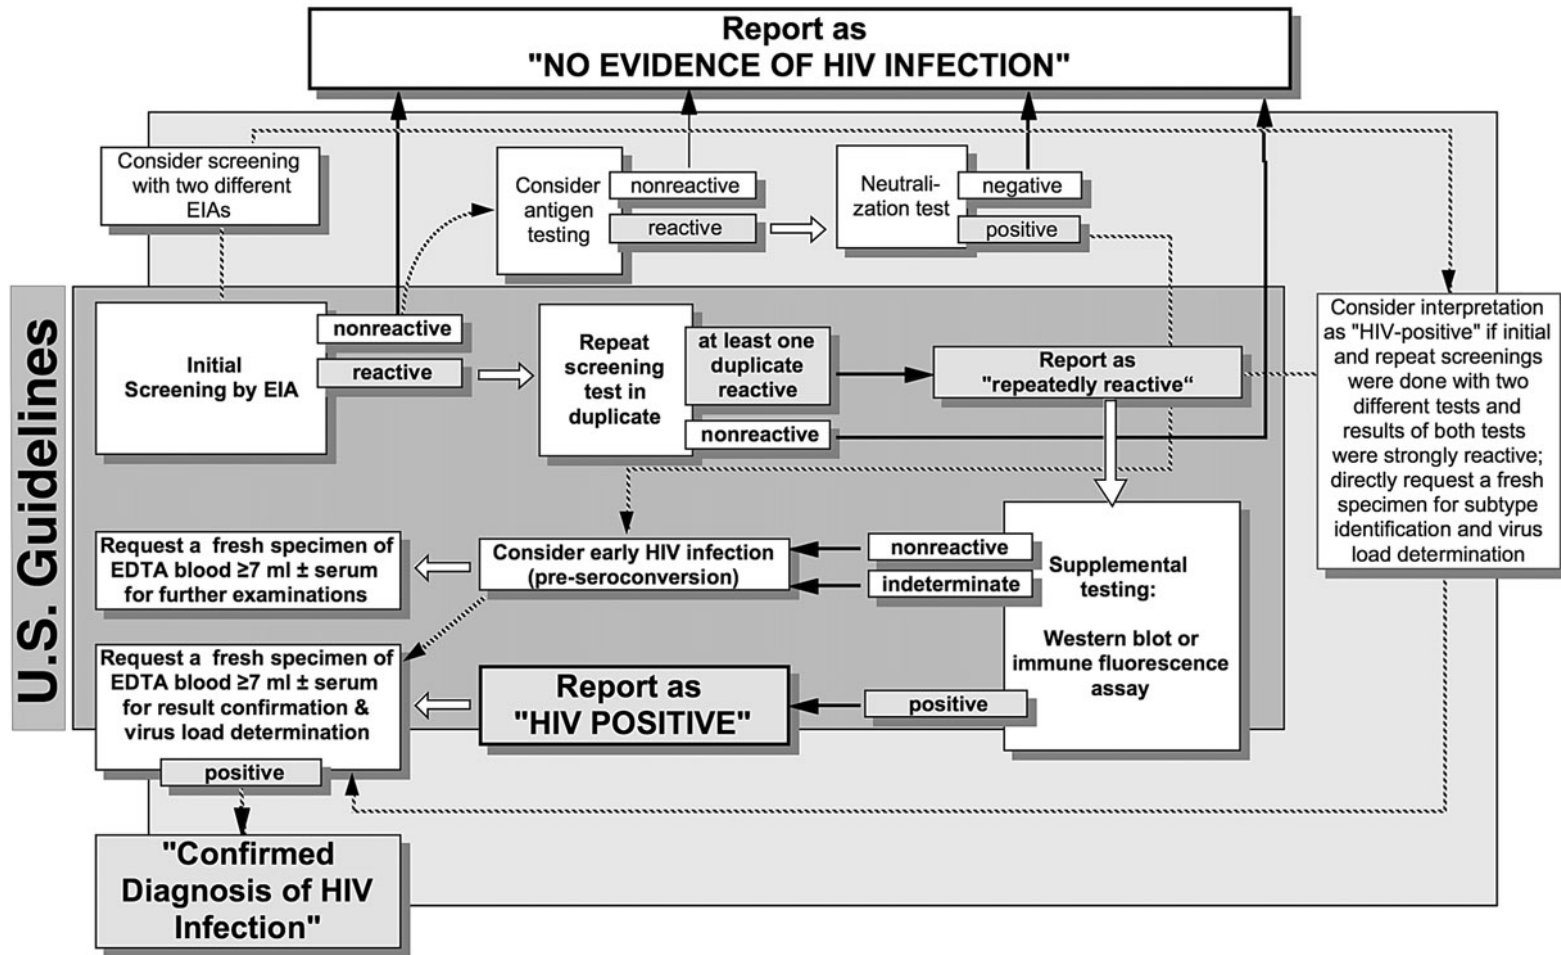 Report as
"NO EVIDENCE OF HIV INFECTION"
Consider screening
with two different
EIAs
Consider
antigen
testing
nonreactive
reactive
Neutrali-
zation test
negative
positive
U.S. Guidelines
Initial
Screening by EIA
nonreactive
reactive
Repeat
screening
test in
duplicate
at least one
duplicate
reactive
nonreactive
Report as
"repeatedly reactive“
Consider interpretation
as "HIV-positive" if initial
and repeat screenings
were done with two
different tests and
results of both tests
were strongly reactive;
directly request a fresh
specimen for subtype
identification and virus
load determination
Request a fresh specimen of
EDTA blood ≥7 ml ± serum
for further examinations
Consider early HIV infection
(pre-seroconversion)
nonreactive
indeterminate
Supplemental
testing:
Western blot or
immune fluorescence
assay
Request a fresh specimen of
EDTA blood ≥7 ml ± serum
for result confirmation &
virus load determination
positive
Report as
"HIV POSITIVE"
positive
"Confirmed
Diagnosis of HIV
Infection"